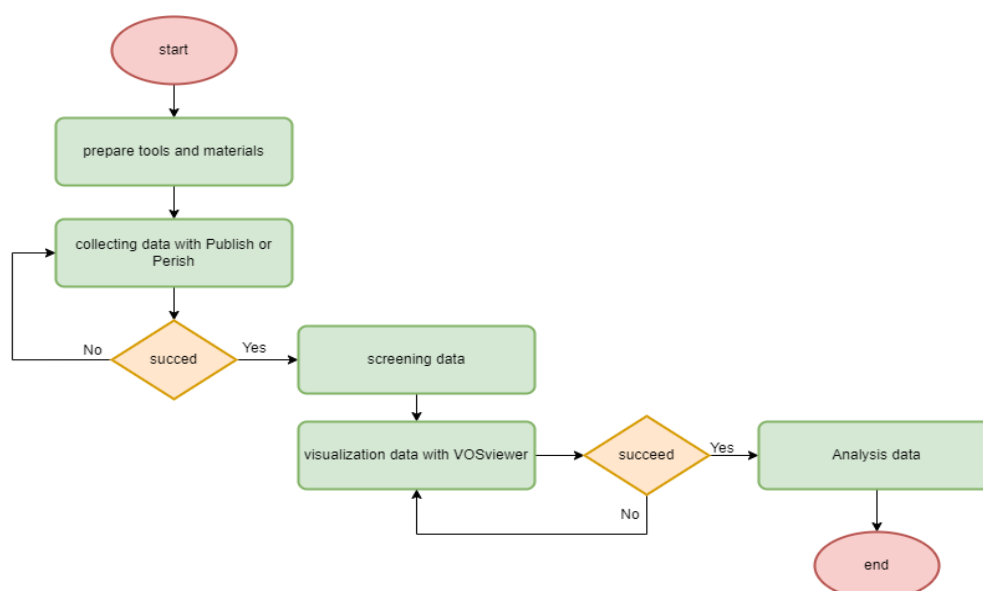 start
prepare tools and materials
collecting data with Publish or
Perish
No
succed
Yes
screening data
visualization data with VOSviewer
succeed
Yes
No
Analysis data
end